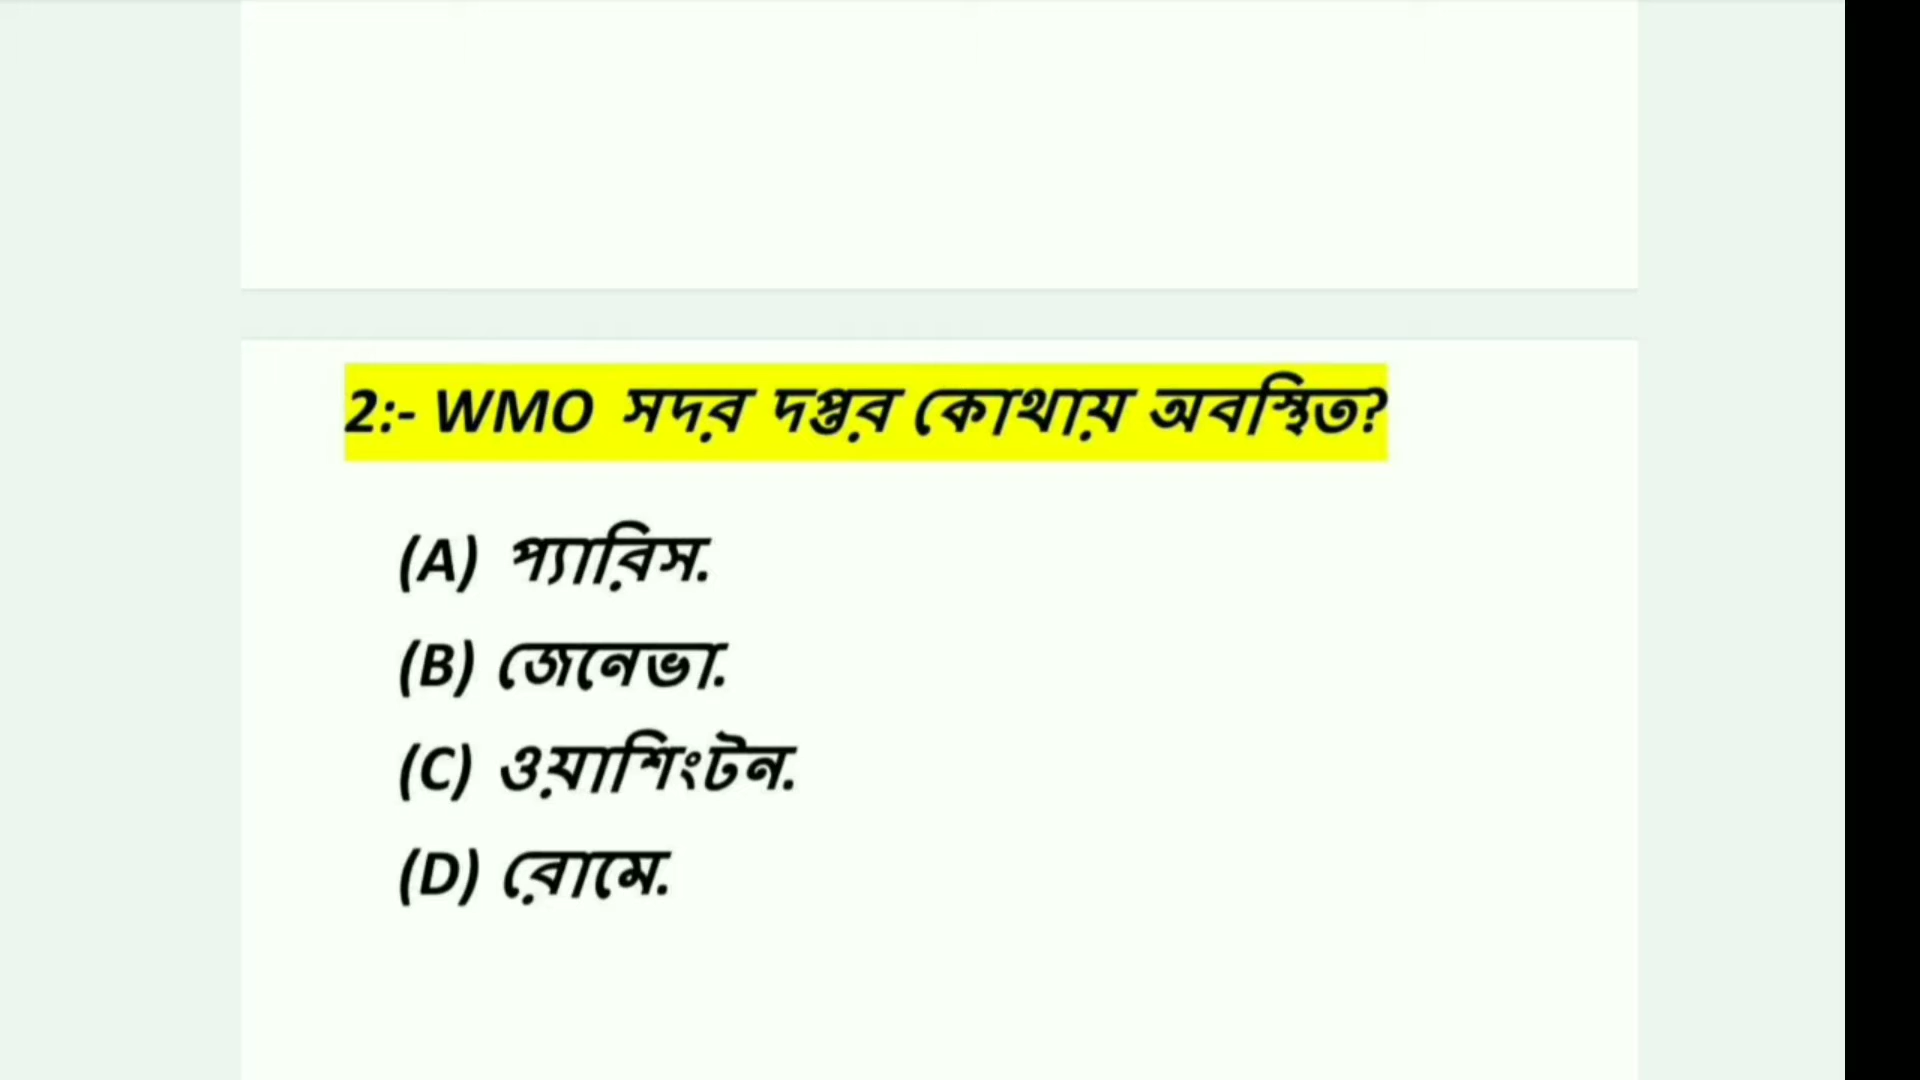 2:- WMO সদর দপ্তর কোথায় অবস্থিত?
(A) প্যারিস.
(B) জেনেভা.
(C) ওয়াশিংটন.
(D) রোমে.